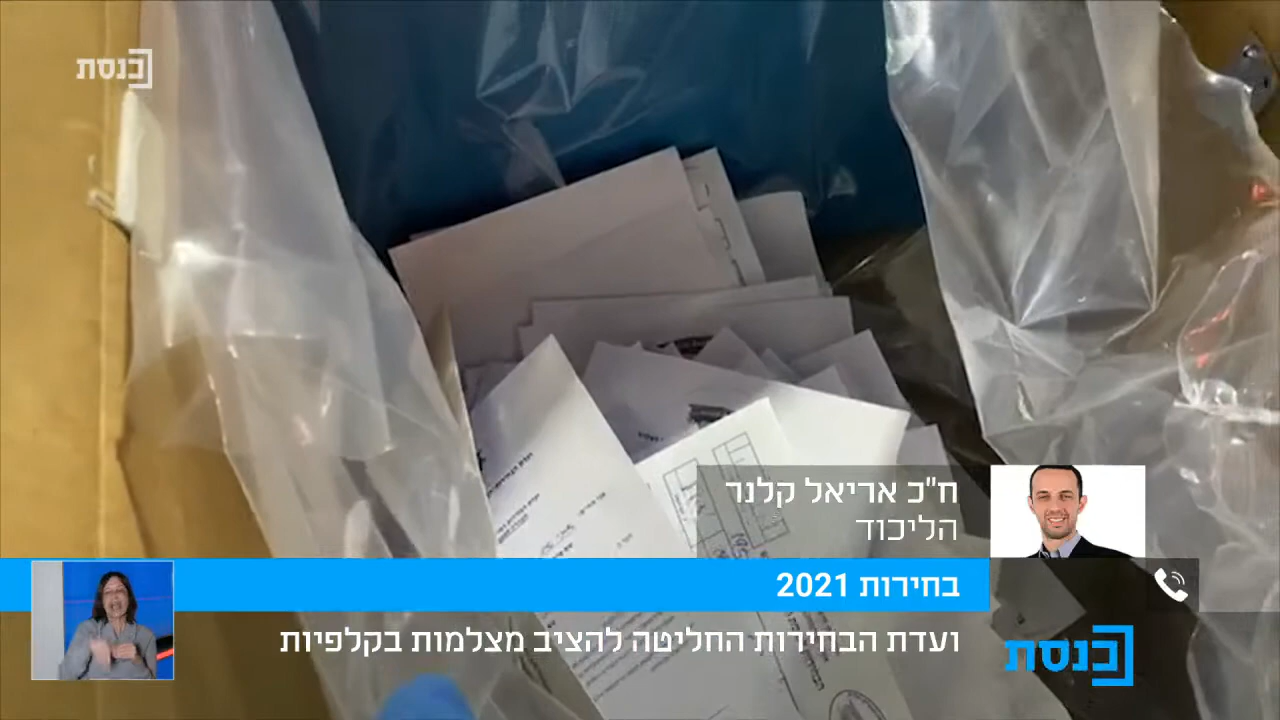 כנסת
ח"כ אריאל קלנר
הליכוד
בחירות 2021
ועדת הבחירות החליטה להציב מצלמות בקלפיות
כנסת